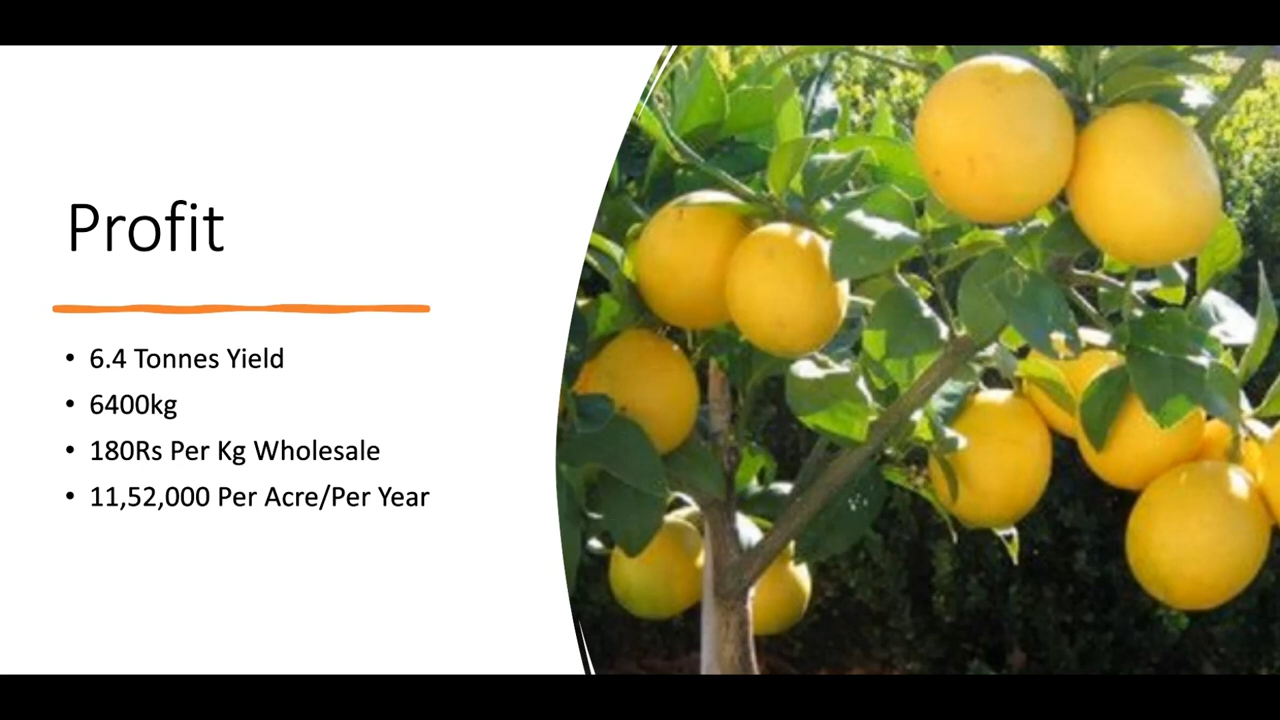 Profit
• 6.4 Tonnes Yield
• 6400kg
• 180Rs Per Kg Wholesale
• 11,52,000 Per Acre/Per Year